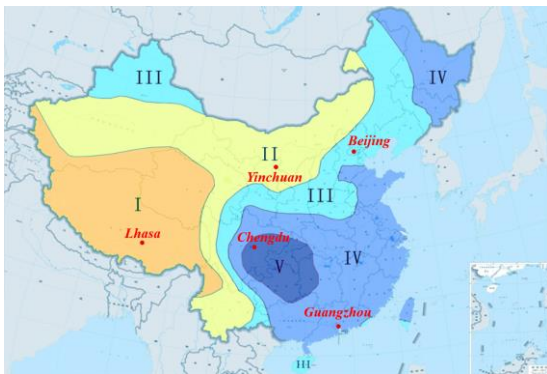 III
IV
Beijing
II
Yinchuan
III
I
Lhasa
Chengdu
IV
V
Guangzhou
III